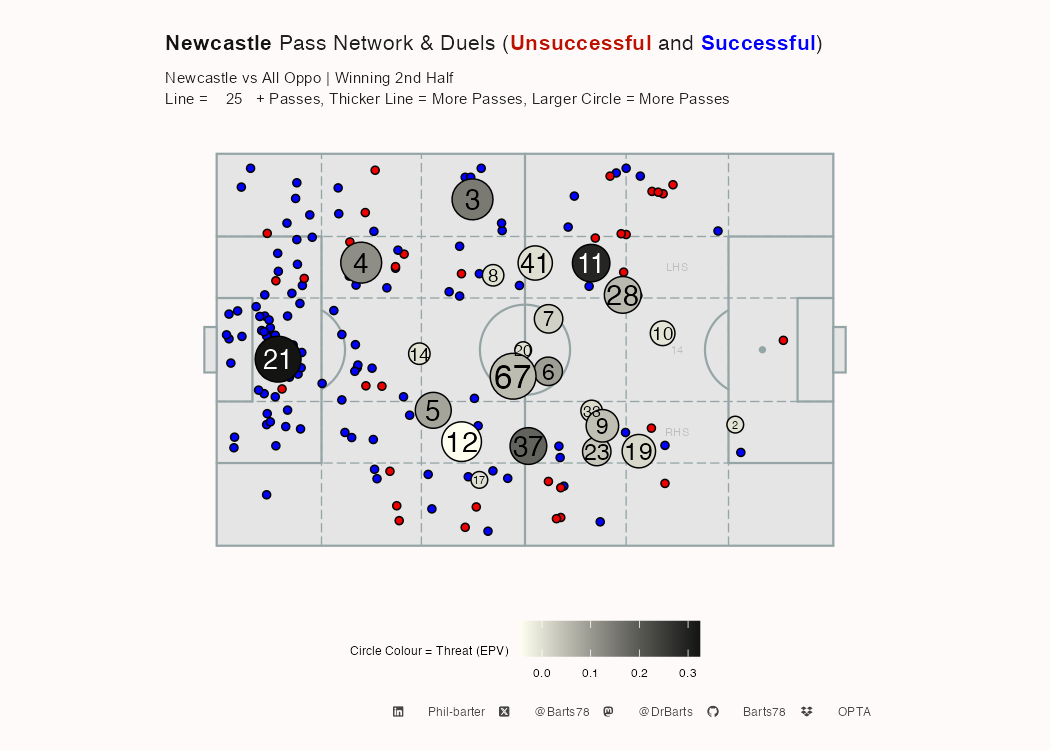 Newcastle Pass Network & Duels (Unsuccessful and Successful)
Newcastle vs All Oppo | Winning 2nd Half
Line = 25 + Passes, Thicker Line = More Passes, Larger Circle = More Passes
3
4
8
41
11
LHS
28
7
10
14
20
14
21
67
6
5
38
9
2
12
37
23
19
RHS
17
Circle Colour = Threat (EPV)
0.0 0.1 0.2 0.3
Phil-barter @Barts78 @DrBarts Barts78 OPTA